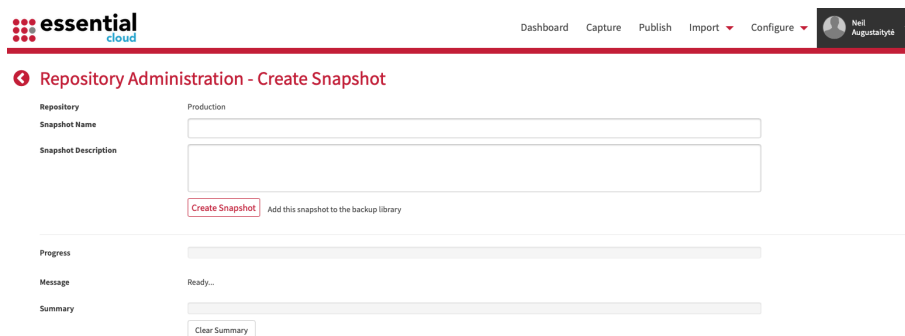 essential
cloud
Dashboard Capture Publish Import Configure
Neil
Augustaitytė
Repository Administration - Create Snapshot
Repository Production
Snapshot Name
Snapshot Description
Create Snapshot Add this snapshot to the backup library
Progress
Message Ready...
Summary
Clear Summary